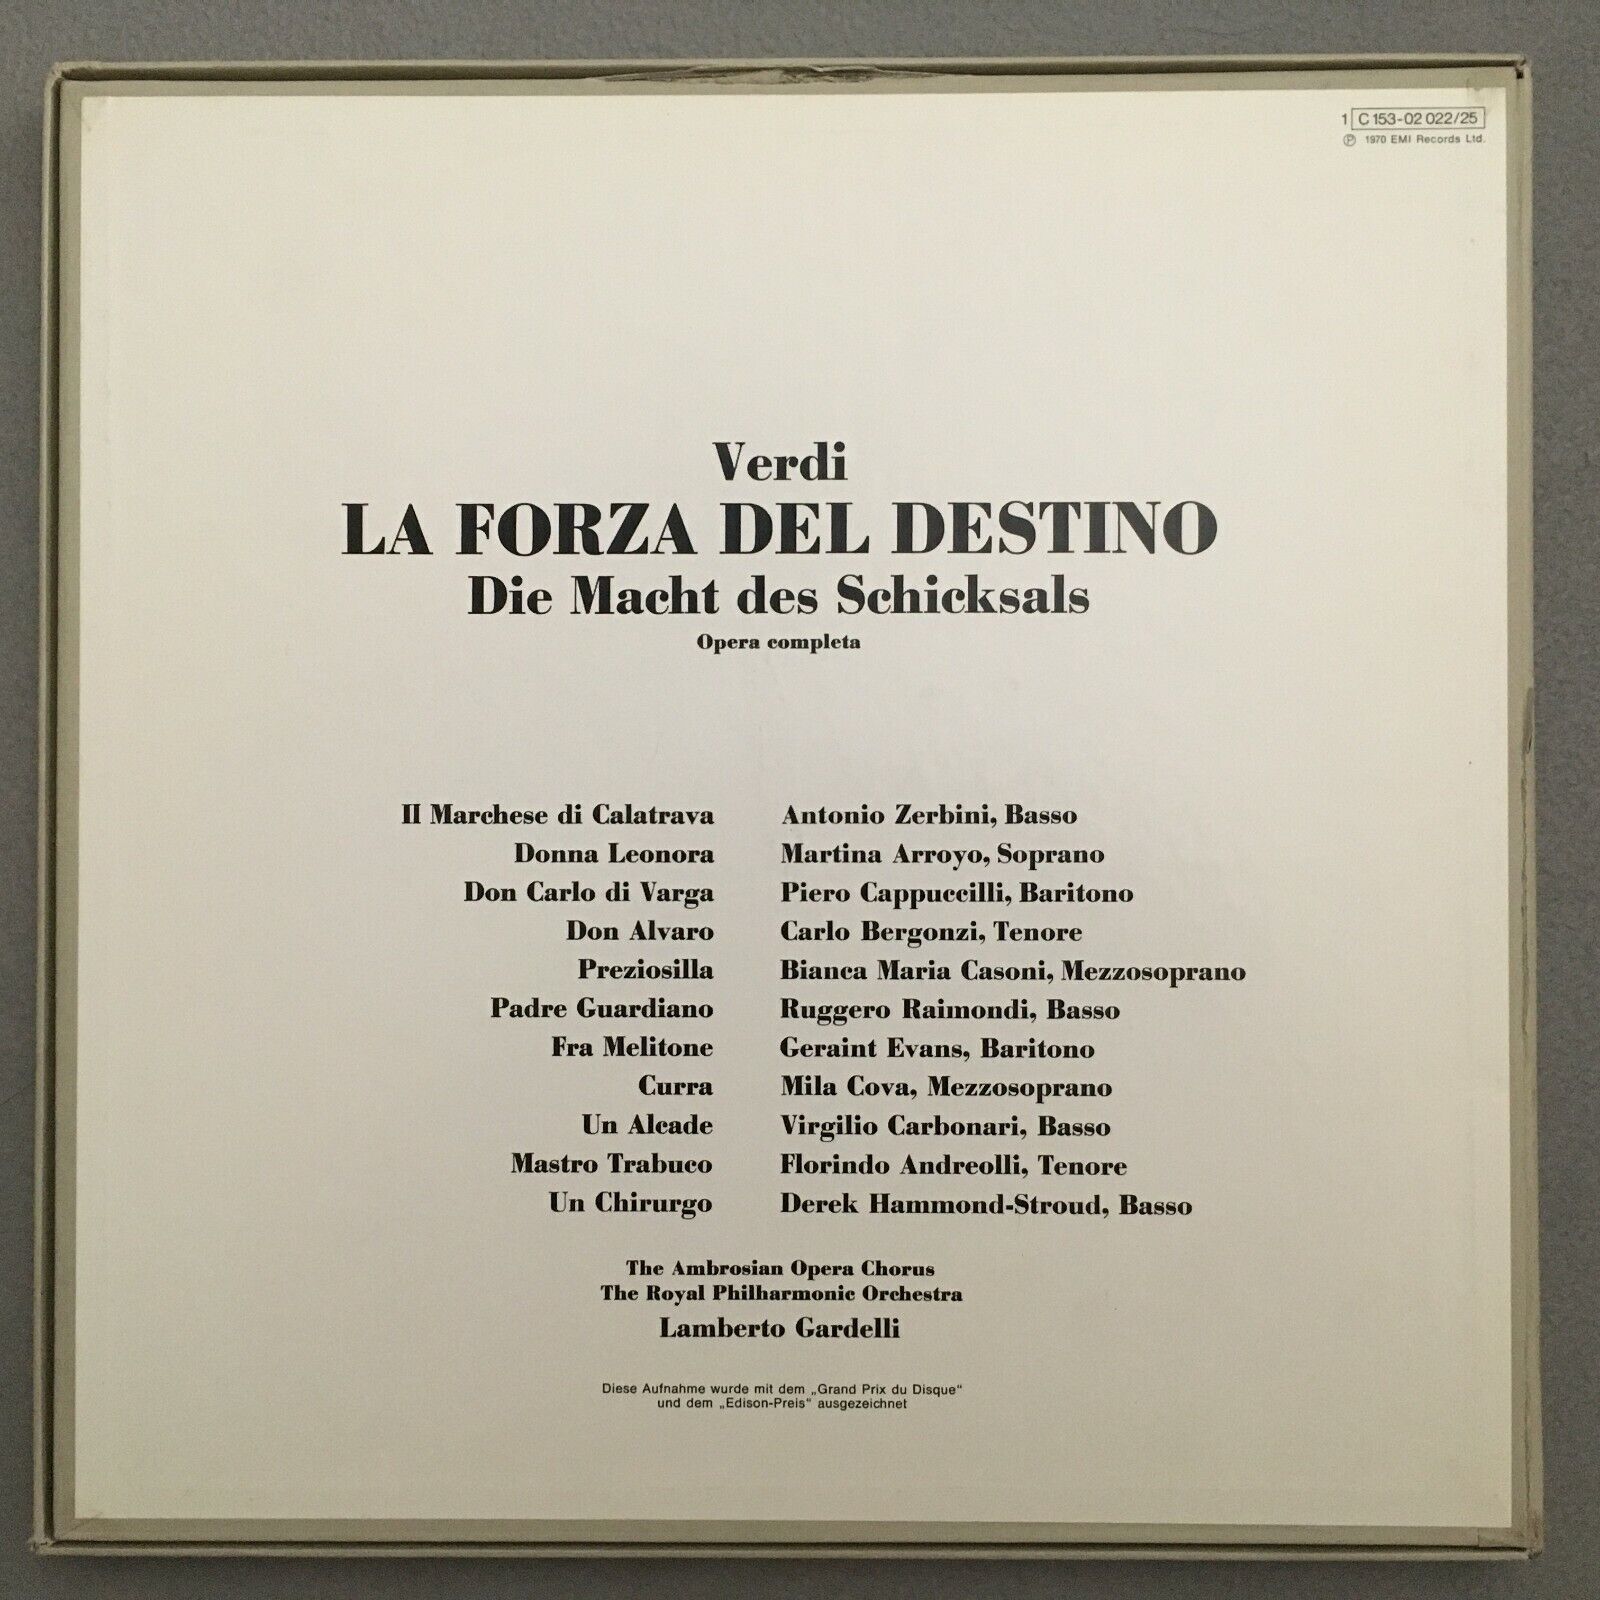 1 C 153-02 022/25
℗ 1970 EMI Records Ltd.
Verdi
LA FORZA DEL DESTINO
Die Macht des Schicksals
Opera completa
Il Marchese di Calatrava Antonio Zerbini, Basso
Donna Leonora Martina Arroyo, Soprano
Don Carlo di Varga Piero Cappuccilli, Baritono
Don Alvaro Carlo Bergonzi, Tenore
Preziosilla Bianca Maria Casoni, Mezzosoprano
Padre Guardiano Ruggero Raimondi, Basso
Fra Melitone Geraint Evans, Baritono
Curra Mila Cova, Mezzosoprano
Un Alcade Virgilio Carbonari, Basso
Mastro Trabuco Florindo Andreolli, Tenore
Un Chirurgo Derek Hammond-Stroud, Basso
The Ambrosian Opera Chorus
The Royal Philharmonic Orchestra
Lamberto Gardelli
Diese Aufnahme wurde mit dem „Grand Prix du Disque"
und dem „Edison-Preis" ausgezeichnet